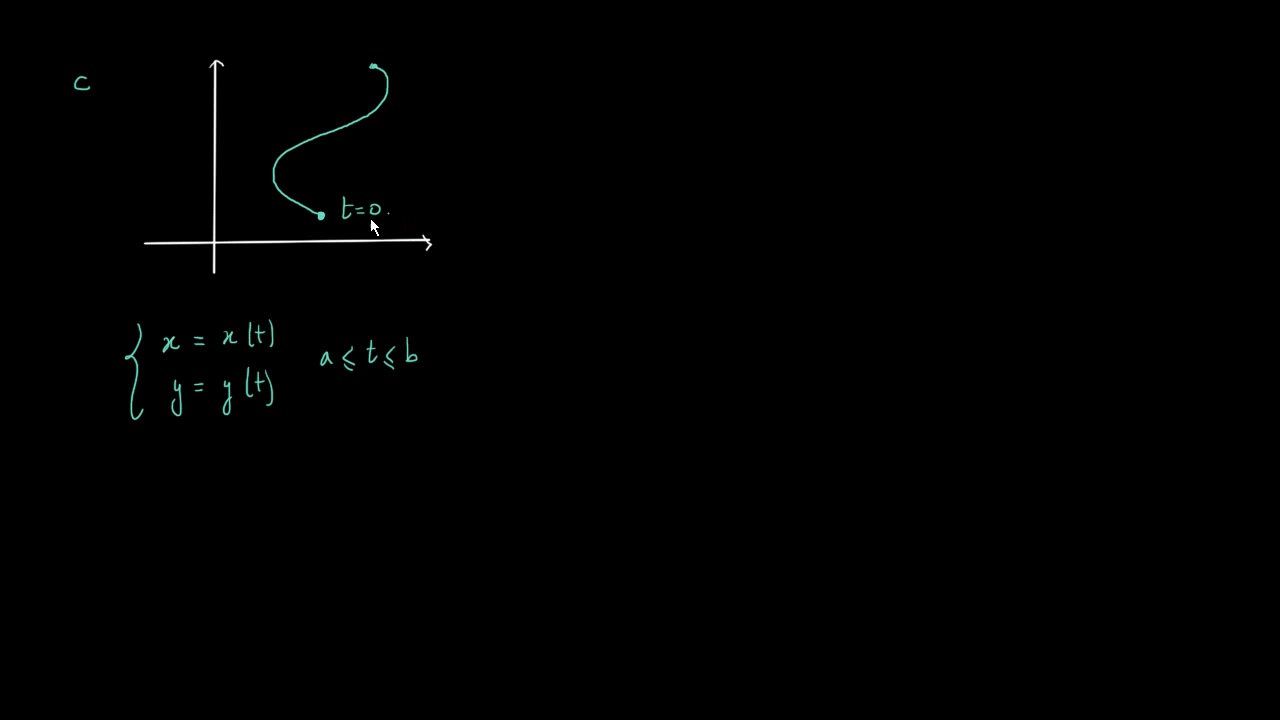 C
t=0.
x = x(t)
a ≤ t ≤ b
y = y(t)